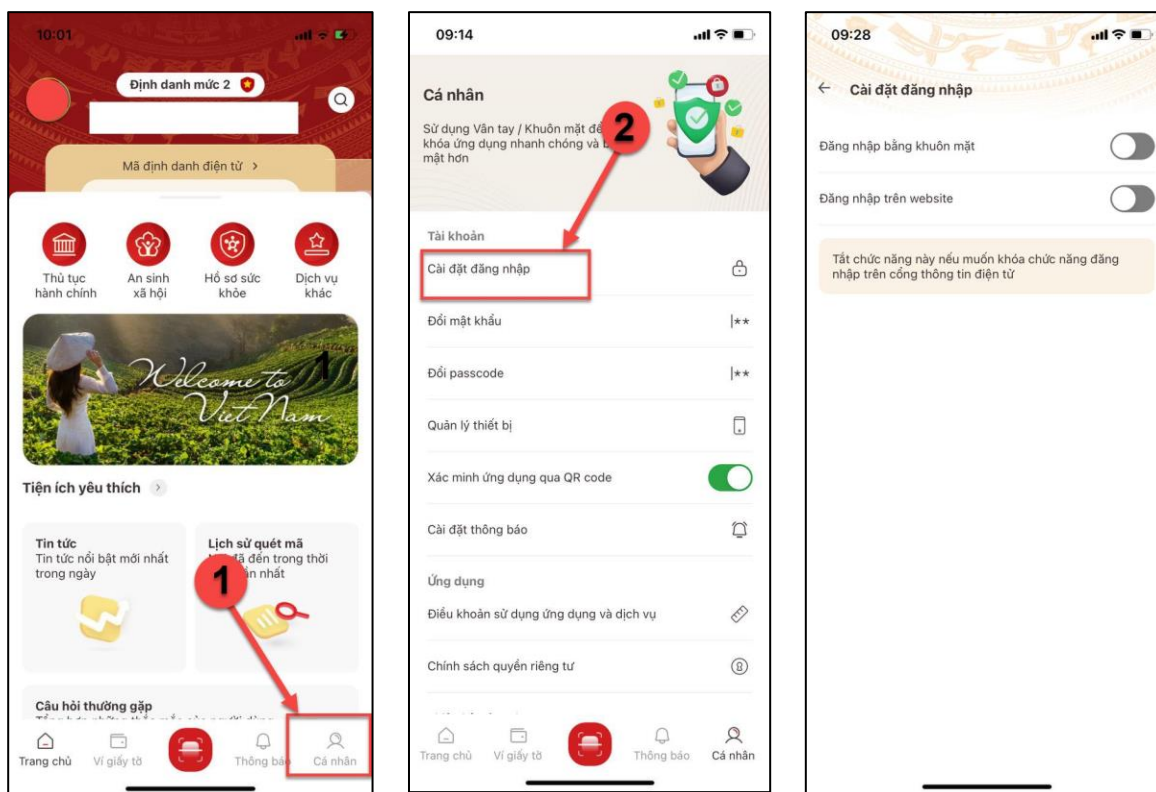 10:01
Định danh mức 2
Mã định danh điện tử >
Thủ tục
hành chính
An sinh
xã hội
Hồ sơ sức
khỏe
Dịch vụ
khác
Welcome to
Viet Nam
1
Tiện ích yêu thích >
Tin tức
Tin tức nổi bật mới nhất
trong ngày
Lịch sử quét mã
đã đến trong thời
nhất
1
Câu hỏi thường gặp
Trang chủ
Ví giấy tờ
Thông báo
Cá nhân
09:14
Cá nhân
Sử dụng Vân tay / Khuôn mặt để
khóa ứng dụng nhanh chóng và
mật hơn
2
Tài khoản
Cài đặt đăng nhập
Đổi mật khẩu |**
Đổi passcode |**
Quản lý thiết bị
Xác minh ứng dụng qua QR code
Cài đặt thông báo
Ứng dụng
Điều khoản sử dụng ứng dụng và dịch vụ
Chính sách quyền riêng tư
Trang chủ
Ví giấy tờ
Thông báo
Cá nhân
09:28
← Cài đặt đăng nhập
Đăng nhập bằng khuôn mặt
Đăng nhập trên website
Tắt chức năng này nếu muốn khóa chức năng đăng
nhập trên cổng thông tin điện tử